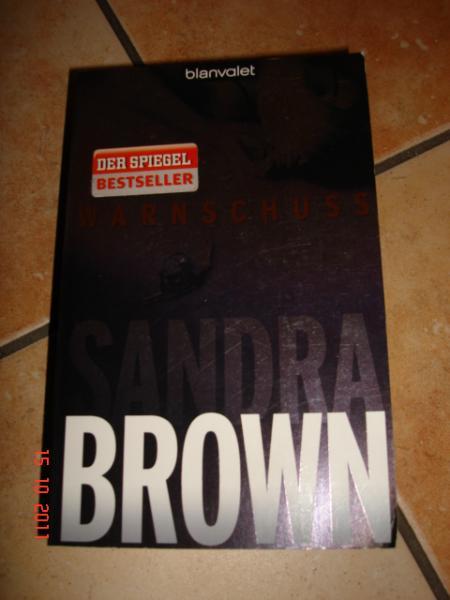 blanvalet
DER SPIEGEL
BESTSELLER
WARNSCHUSS
SANDRA
BROWN
15 10 2011